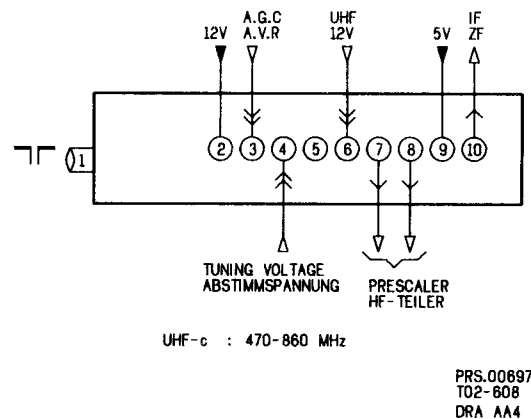 A.G.C
A.V.R
12V
UHF
12V
5V
IF
ZF
1
2 3 4 5 6 7 8 9 10
TUNING VOLTAGE
ABSTIMMSPANNUNG
PRESCALER
HF-TEILER
UHF-c : 470-860 MHz
PRS.00697
T02-608
DRA AA4